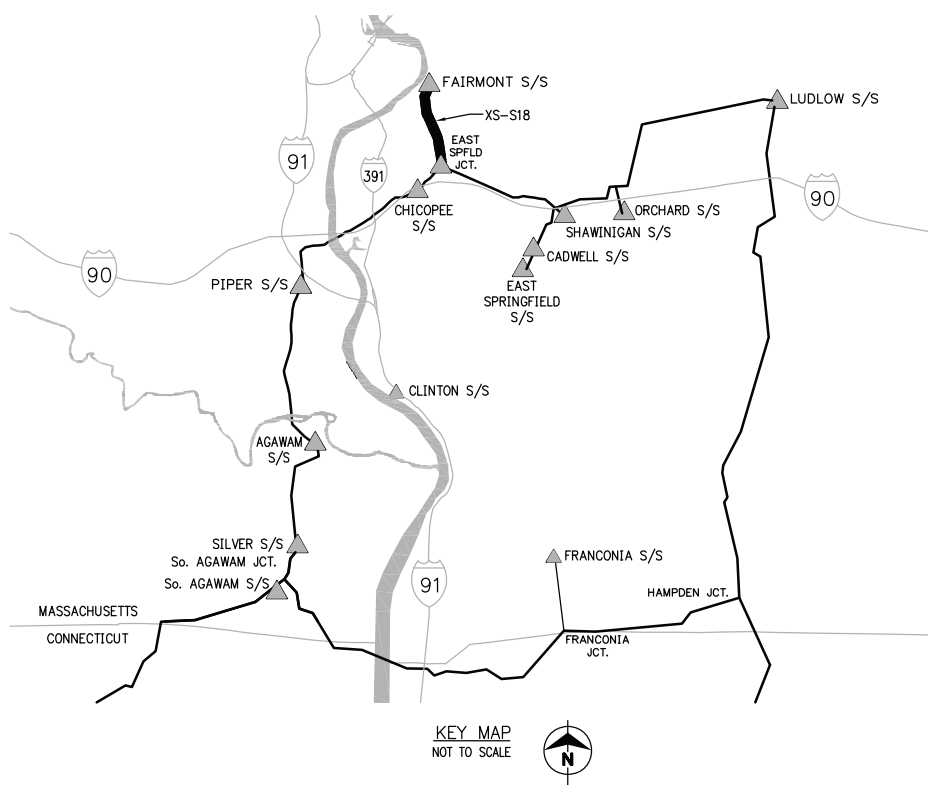 FAIRMONT S/S
LUDLOW S/S
XS-S18
EAST
SPFLD
JCT.
91
391
90
CHICOPEE
S/S
ORCHARD S/S
SHAWINIGAN S/S
CADWELL S/S
90
PIPER S/S
EAST
SPRINGFIELD
S/S
CLINTON S/S
AGAWAM
S/S
SILVER S/S
So. AGAWAM JCT.
So. AGAWAM S/S
FRANCONIA S/S
91
HAMPDEN JCT.
MASSACHUSETTS
CONNECTICUT
FRANCONIA
JCT.
KEY MAP
NOT TO SCALE
N